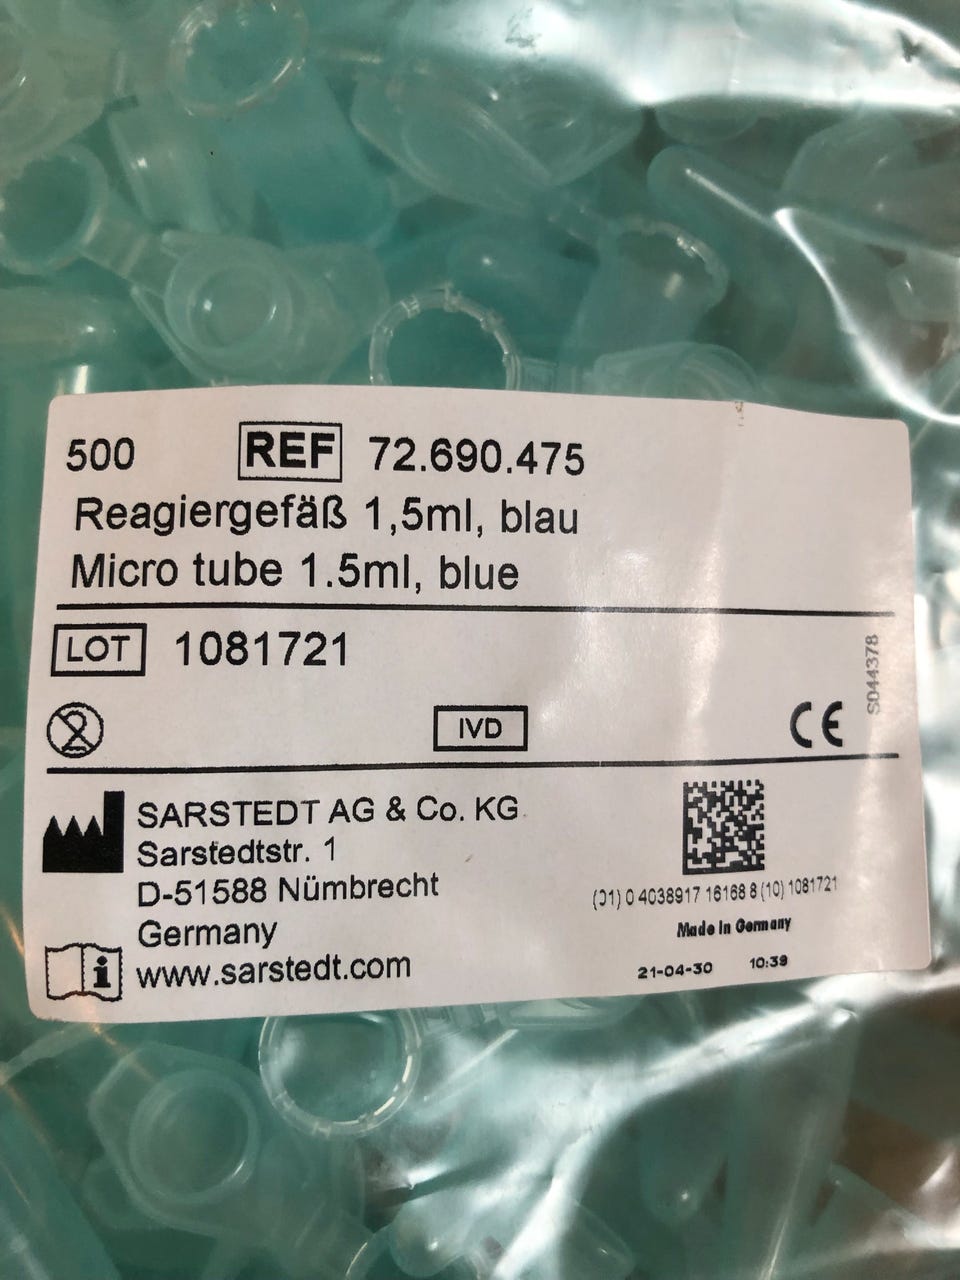 500 REF 72.690.475
Reagiergefäß 1,5ml, blau
Micro tube 1.5ml, blue
LOT 1081721
S044378
2 IVD CE
SARSTEDT AG & Co. KG
Sarstedtstr. 1
D-51588 Nümbrecht
Germany
www.sarstedt.com
(01) 0 4038917 16168 8 (10) 1081721
Made in Germany
21-04-30 10:39